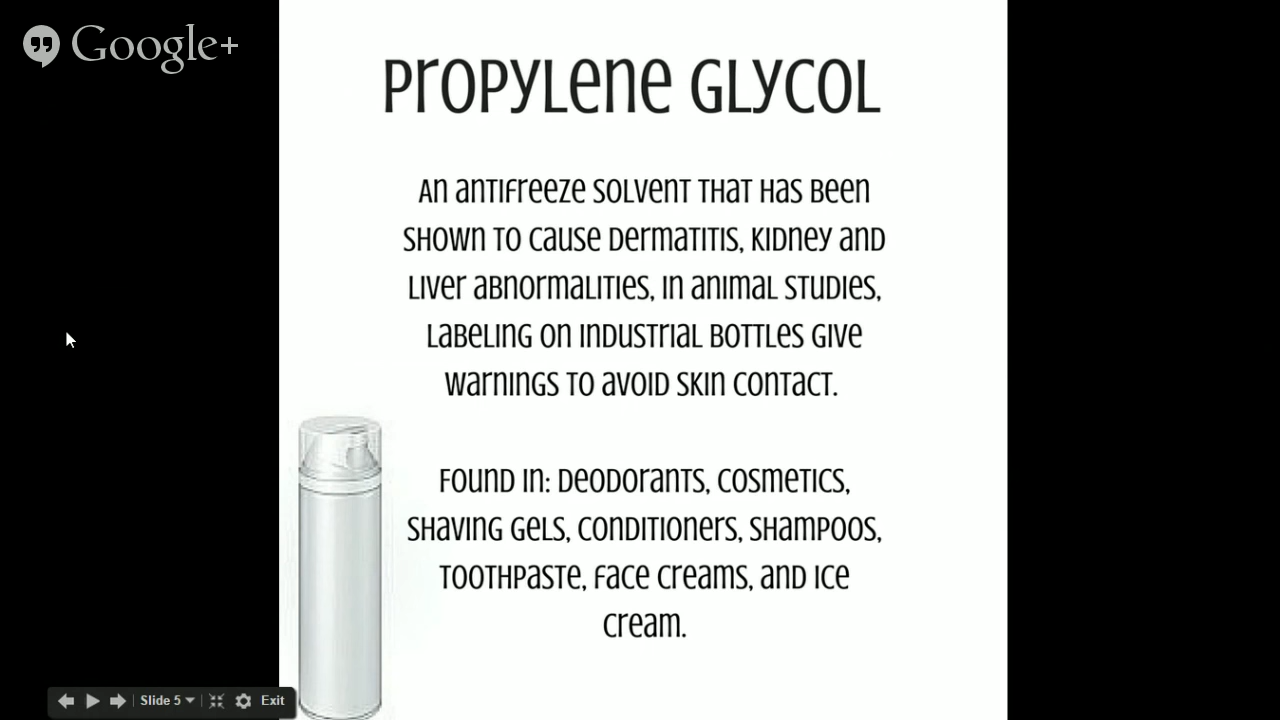 Google+
Propylene Glycol
An antifreeze solvent that has been
shown to cause dermatitis, kidney and
liver abnormalities, in animal studies,
labeling on industrial bottles give
warnings to avoid skin contact.
Found in: Deodorants, cosmetics,
shaving gels, conditioners, shampoos,
toothpaste, face creams, and ice
cream.
Slide 5
Exit